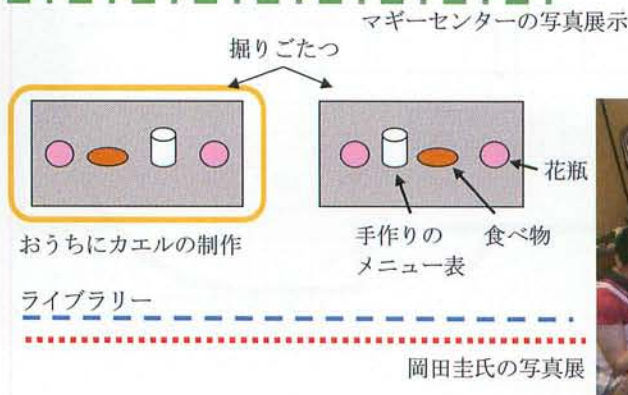 マギーセンターの写真展示
掘りごたつ
花瓶
おうちにカエルの制作
手作りの
メニュー表
食べ物
ライブラリー
岡田圭氏の写真展